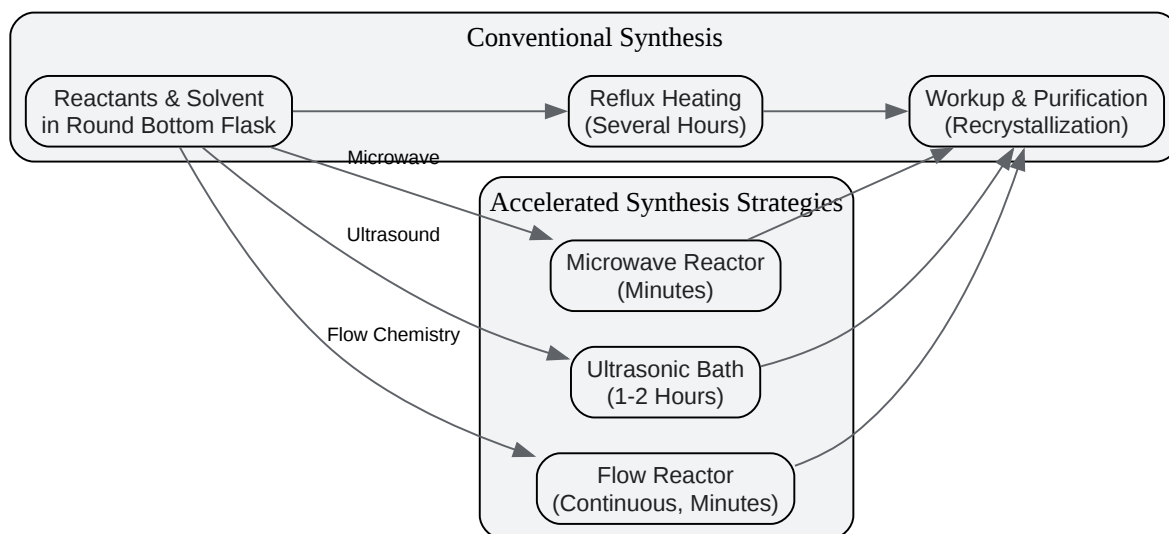 Conventional Synthesis
Reactants & Solvent
in Round Bottom Flask
Reflux Heating
(Several Hours)
Workup & Purification
(Recrystallization)
Microwave
Accelerated Synthesis Strategies
Ultrasound
Microwave Reactor
(Minutes)
Flow Chemistry
Ultrasonic Bath
(1-2 Hours)
Flow Reactor
(Continuous, Minutes)